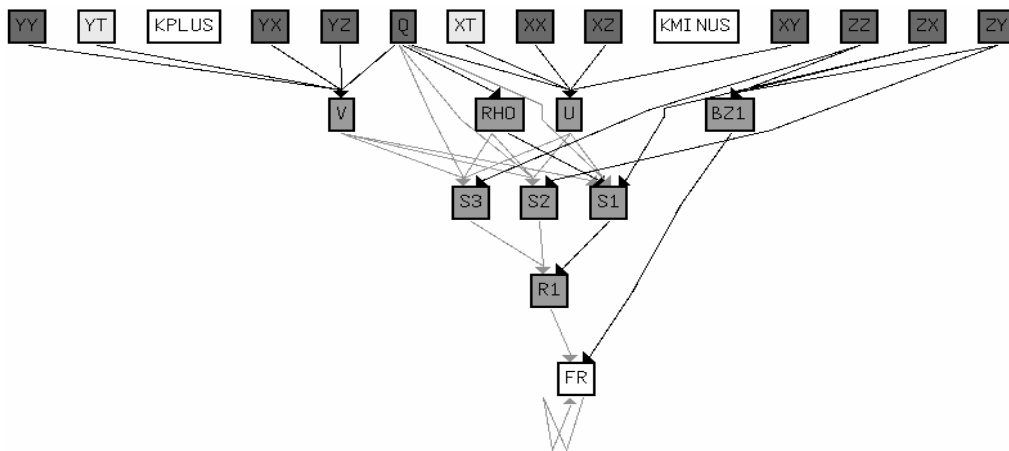 YY YT KPLUS YX YZ Q XT XX XZ KMINUS XY ZZ ZX ZY
V RHO U BZ1
S3 S2 S1
R1
FR